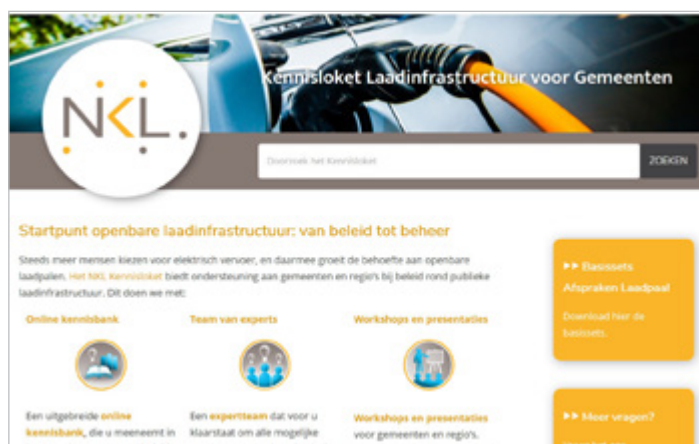 Kennisloket Laadinfrastructuur voor Gemeenten
NKL.
Doorzoek het Kennisloket
ZOEKEN
Startpunt openbare laadinfrastructuur: van beleid tot beheer
Steeds meer mensen kiezen voor elektrisch vervoer, en daarmee groeit de behoefte aan openbare
laadpalen. Het NKL Kennisloket biedt ondersteuning aan gemeenten en regio's bij beleid rond publieke
laadinfrastructuur. Dit doen we met:
Online kennisbank
Team van experts
Workshops en presentaties
Een uitgebreide online
kennisbank, die u meeneemt in
Een expertteam dat voor u
klaarstaat om alle mogelijke
Workshops en presentaties
voor gemeenten en regio's.
▸▸ Basissets
Afspraken Laadpaal
Download hier de
basissets.
▸▸ Meer vragen?